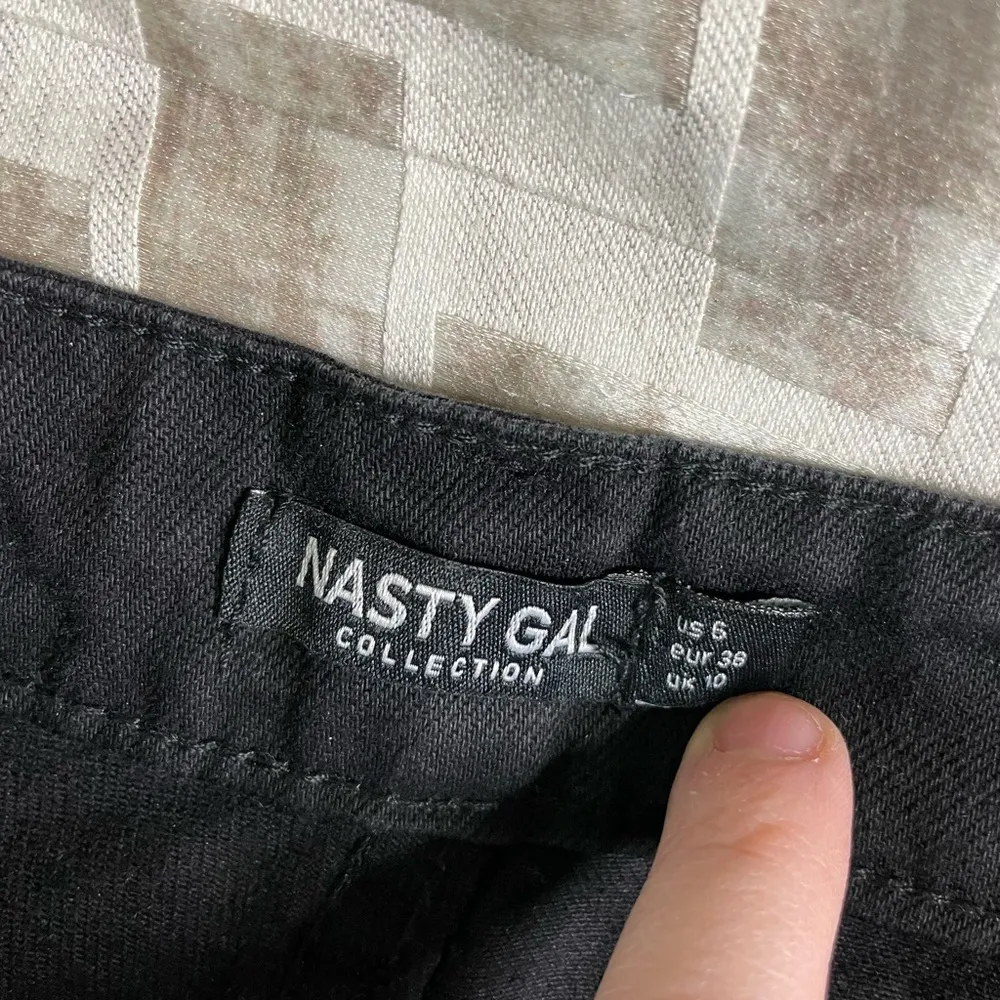 NASTY GAL
COLLECTION
us 6
eur 38
uk 10